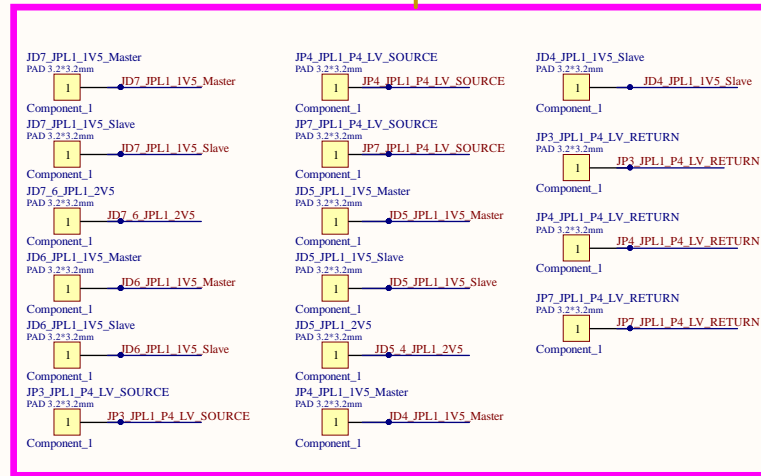 JD7_JPL1_1V5_Master
PAD 3.2*3.2mm
1
JD7_JPL1_1V5_Master
Component_1
JD7_JPL1_1V5_Slave
PAD 3.2*3.2mm
1
JD7_JPL1_1V5_Slave
Component_1
JD7_6_JPL1_2V5
PAD 3.2*3.2mm
1
JD7_6_JPL1_2V5
Component_1
JD6_JPL1_1V5_Master
PAD 3.2*3.2mm
1
JD6_JPL1_1V5_Master
Component_1
JD6_JPL1_1V5_Slave
PAD 3.2*3.2mm
1
JD6_JPL1_1V5_Slave
Component_1
JP3_JPL1_P4_LV_SOURCE
PAD 3.2*3.2mm
1
JP3_JPL1_P4_LV_SOURCE
Component_1
JP4_JPL1_P4_LV_SOURCE
PAD 3.2*3.2mm
1
JP4_JPL1_P4_LV_SOURCE
Component_1
JP7_JPL1_P4_LV_SOURCE
PAD 3.2*3.2mm
1
JP7_JPL1_P4_LV_SOURCE
Component_1
JD5_JPL1_1V5_Master
PAD 3.2*3.2mm
1
JD5_JPL1_1V5_Master
Component_1
JD5_JPL1_1V5_Slave
PAD 3.2*3.2mm
1
JD5_JPL1_1V5_Slave
Component_1
JD5_JPL1_2V5
PAD 3.2*3.2mm
1
JD5_4_JPL1_2V5
Component_1
JP4_JPL1_1V5_Master
PAD 3.2*3.2mm
1
JD4_JPL1_1V5_Master
Component_1
JD4_JPL1_1V5_Slave
PAD 3.2*3.2mm
1
JD4_JPL1_1V5_Slave
Component_1
JP3_JPL1_P4_LV_RETURN
PAD 3.2*3.2mm
1
JP3_JPL1_P4_LV_RETURN
Component_1
JP4_JPL1_P4_LV_RETURN
PAD 3.2*3.2mm
1
JP4_JPL1_P4_LV_RETURN
Component_1
JP7_JPL1_P4_LV_RETURN
PAD 3.2*3.2mm
1
JP7_JPL1_P4_LV_RETURN
Component_1